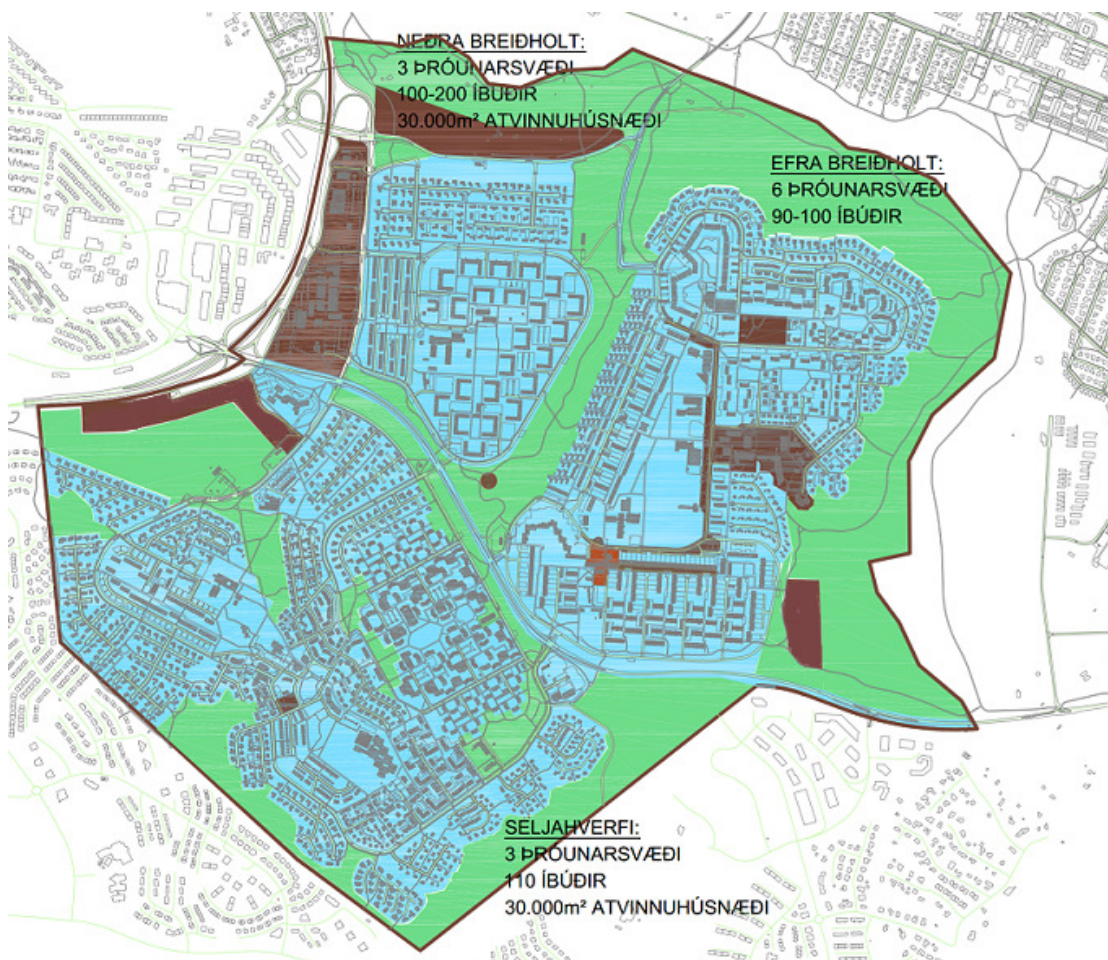 NEÐRA BREIÐHOLT:
3 ÞRÓUNARSVÆÐI
100-200 ÍBÚÐIR
30.000m² ATVINNUHÚSNÆÐI
EFRA BREIÐHOLT:
6 ÞRÓUNARSVÆÐI
90-100 ÍBÚÐIR
SELJAHVERFI:
3 ÞRÓUNARSVÆÐI
110 ÍBÚÐIR
30.000m² ATVINNUHÚSNÆÐI